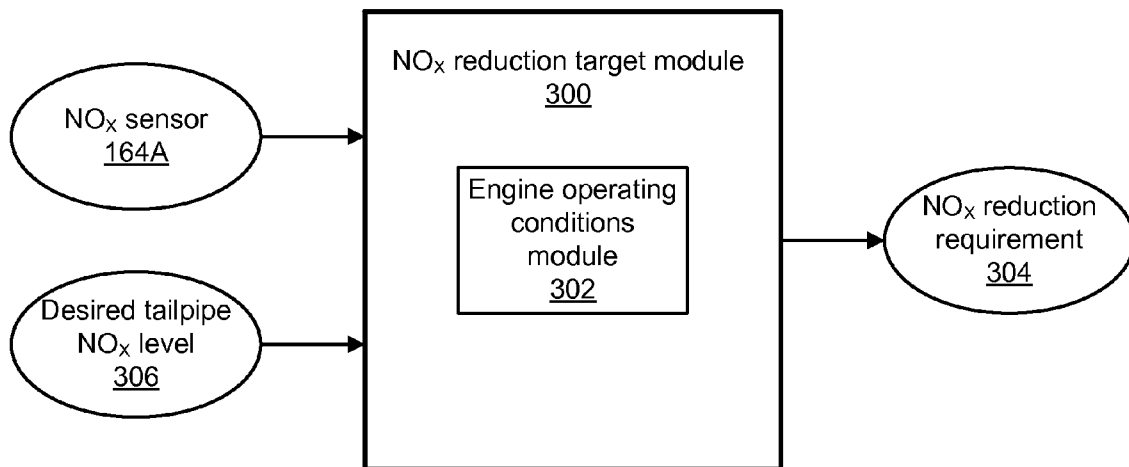 NOX sensor
164A
Desired tailpipe
NOX level
306
NOX reduction target module
300
Engine operating
conditions
module
302
NOX reduction
requirement
304